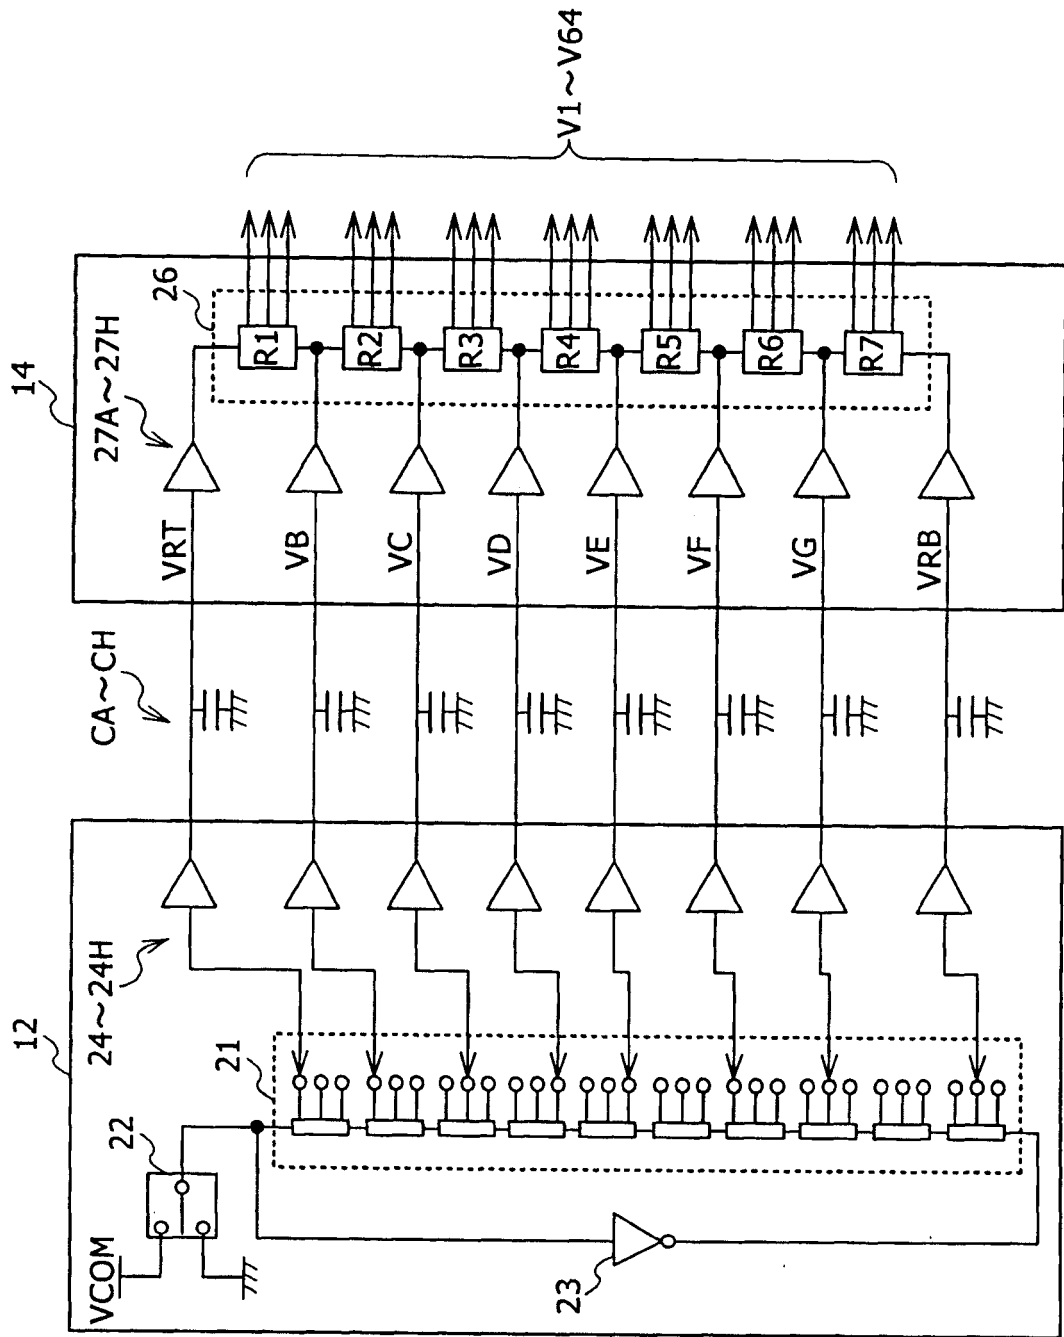 12
VCOM
22
24~24H
21
23
CA~CH
14
27A~27H
26
VRT
VB
VC
VD
VE
VF
VG
VRB
R1
R2
R3
R4
R5
R6
R7
V1~V64